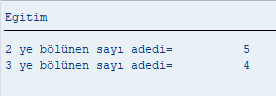 Egitim
2 ye bölünen sayı adedi= 5
3 ye bölünen sayı adedi= 4